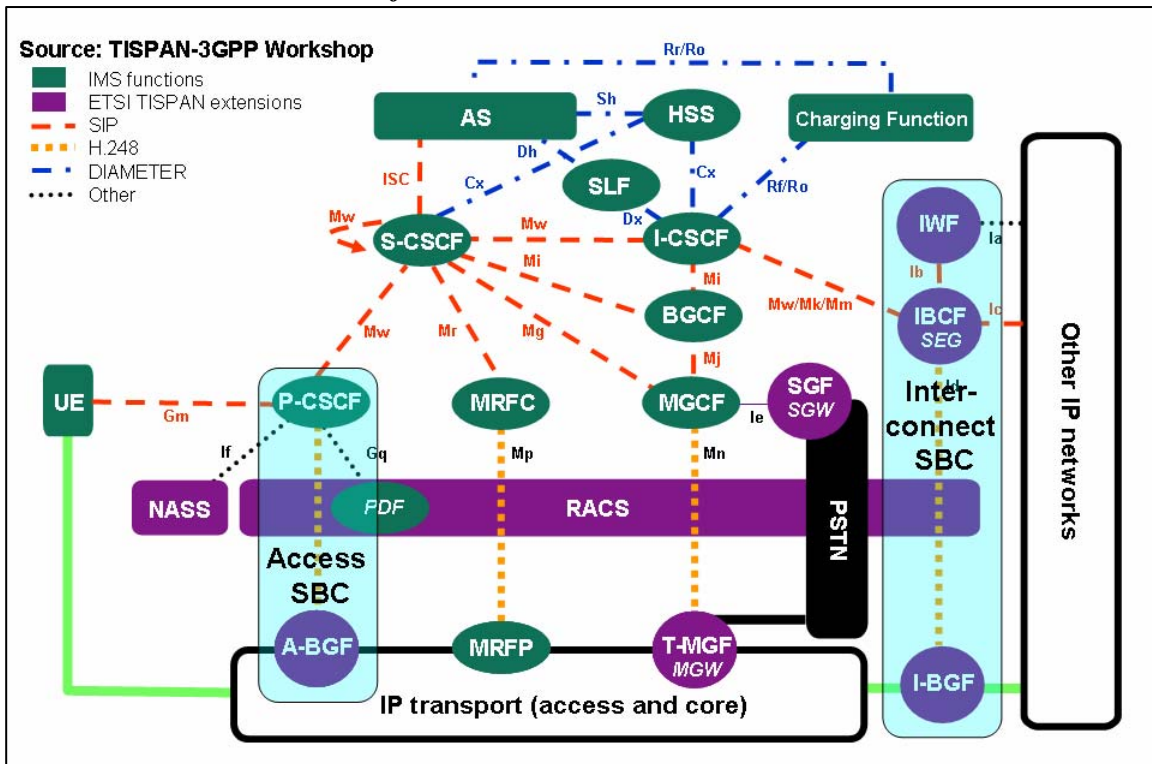 Source: TISPAN-3GPP Workshop
IMS functions
ETSI TISPAN extensions
SIP
H.248
DIAMETER
Other
Rr/Ro
AS
Sh
HSS
Charging Function
Dh
ISC
Cx
SLF
Cx
Rf/Ro
Dx
Mw
S-CSCF
Mw
I-CSCF
IWF
Ia
Mi
Mi
Ib
Mw/Mk/Mm
Mw
Mr
Mg
BGCF
IBCF
SEG
Ic
Mj
UE
Gm
P-CSCF
MRFC
MGCF
Ie
SGF
SGW
Id
Inter-
connect
SBC
Other IP networks
If
Gq
Mp
Mn
NASS
PDF
RACS
PSTN
Access
SBC
A-BGF
MRFP
T-MGF
MGW
I-BGF
IP transport (access and core)